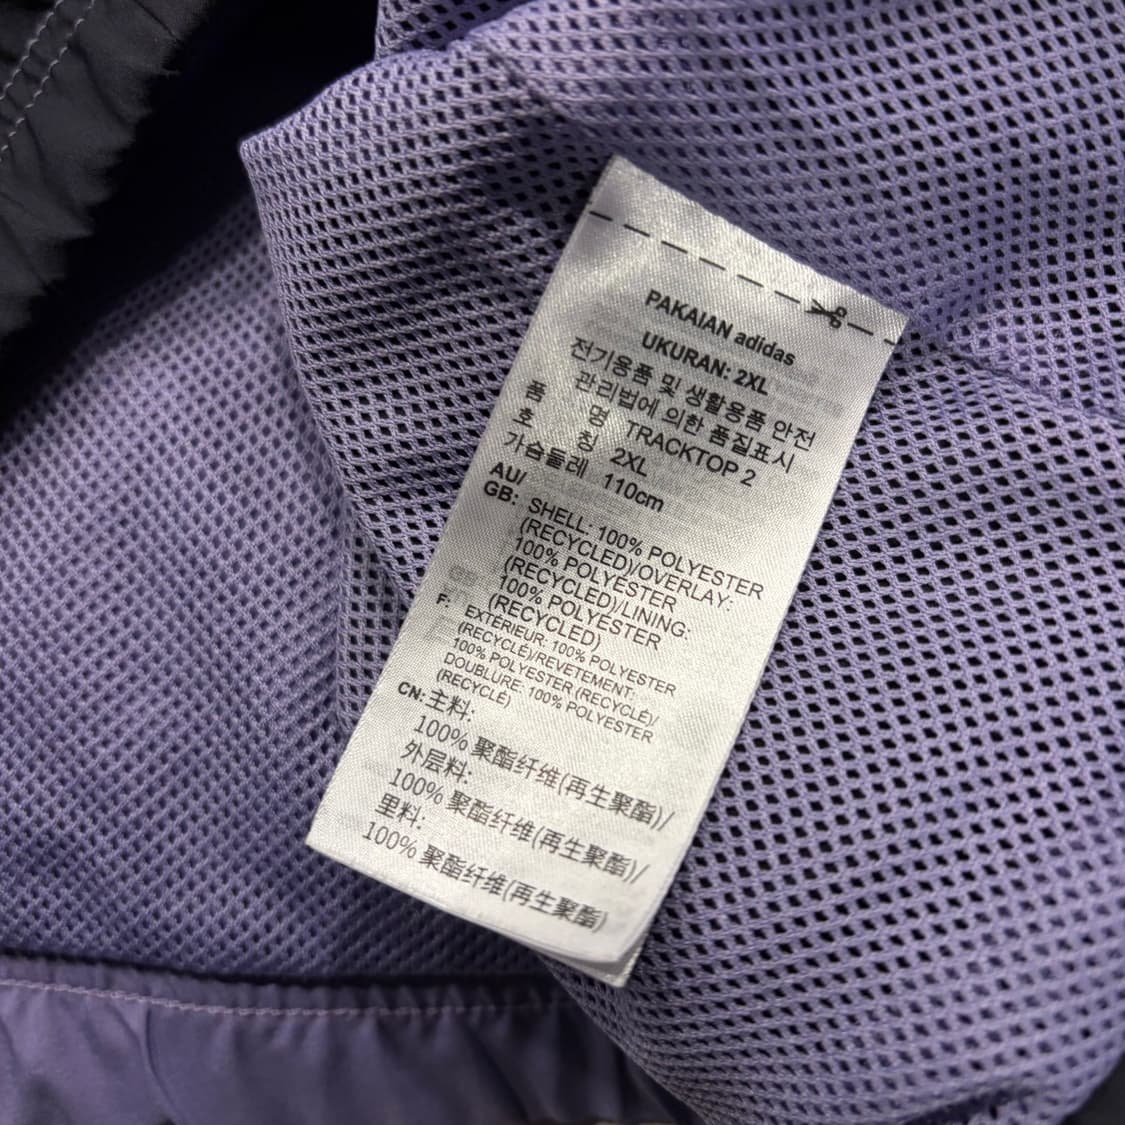 PAKAIAN adidas
UKURAN: 2XL
전기용품 및 생활용품 안전
관리법에 의한 품질표시
품 명 TRACKTOP 2
호 칭 2XL
가슴둘레 110cm
AU/
GB: SHELL: 100% POLYESTER
(RECYCLED)/OVERLAY:
100% POLYESTER
(RECYCLED)/LINING:
100% POLYESTER
(RECYCLED)
F: EXTÉRIEUR: 100% POLYESTER
(RECYCLÉ)/REVETEMENT:
100% POLYESTER (RECYCLÉ)/
DOUBLURE: 100% POLYESTER
(RECYCLÉ)
CN: 主料:
100% 聚酯纤维(再生聚酯)/
外层料:
100% 聚酯纤维(再生聚酯)/
里料:
100% 聚酯纤维(再生聚酯)